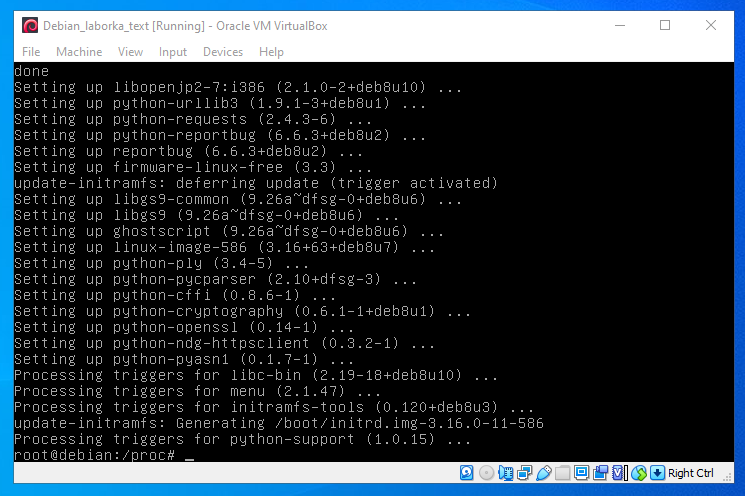 Debian_laborka_text [Running] - Oracle VM VirtualBox
File Machine View Input Devices Help
done
Setting up libopenjp2-7:i386 (2.1.0-2+deb8u10) ...
Setting up python-urllib3 (1.9.1-3+deb8u1) ...
Setting up python-requests (2.4.3-6) ...
Setting up python-reportbug (6.6.3+deb8u2) ...
Setting up reportbug (6.6.3+deb8u2) ...
Setting up firmware-linux-free (3.3) ...
update-initramfs: deferring update (trigger activated)
Setting up libgs9-common (9.26a~dfsg-0+deb8u6) ...
Setting up libgs9 (9.26a~dfsg-0+deb8u6) ...
Setting up ghostscript (9.26a~dfsg-0+deb8u6) ...
Setting up linux-image-586 (3.16+63+deb8u7) ...
Setting up python-ply (3.4-5) ...
Setting up python-pycparser (2.10+dfsg-3) ...
Setting up python-cffi (0.8.6-1) ...
Setting up python-cryptography (0.6.1-1+deb8u1) ...
Setting up python-openssl (0.14-1) ...
Setting up python-ndg-httpsclient (0.3.2-1) ...
Setting up python-pyasn1 (0.1.7-1) ...
Processing triggers for libc-bin (2.19-18+deb8u10) ...
Processing triggers for menu (2.1.47) ...
Processing triggers for initramfs-tools (0.120+deb8u3) ...
update-initramfs: Generating /boot/initrd.img-3.16.0-11-586
Processing triggers for python-support (1.0.15) ...
root@debian:/proc# _
Right Ctrl